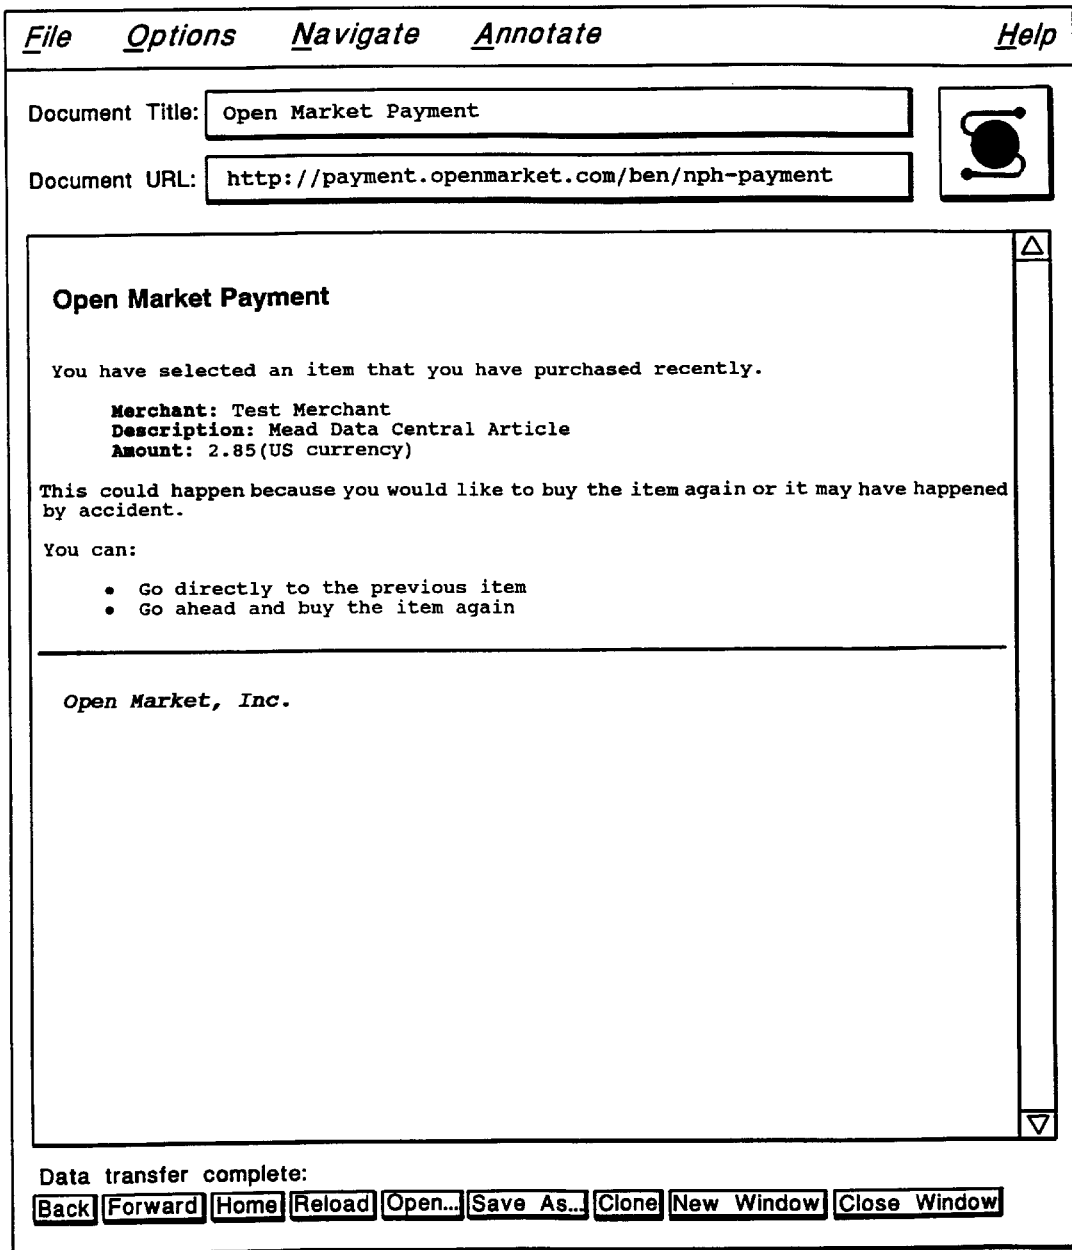 File Options Navigate Annotate Help
Document Title: Open Market Payment
Document URL: http://payment.openmarket.com/ben/nph-payment
Open Market Payment
You have selected an item that you have purchased recently.
Merchant: Test Merchant
Description: Mead Data Central Article
Amount: 2.85(US currency)
This could happen because you would like to buy the item again or it may have happened
by accident.
You can:
• Go directly to the previous item
• Go ahead and buy the item again
Open Market, Inc.
Data transfer complete:
Back Forward Home Reload Open... Save As... Clone New Window Close Window